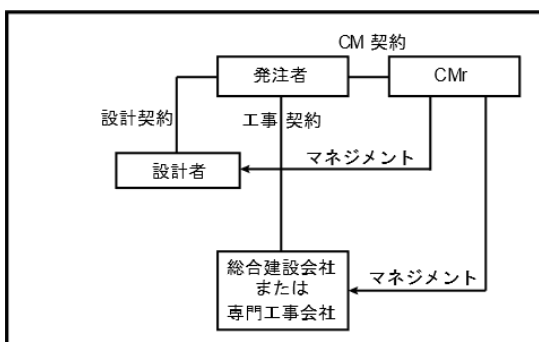 CM 契約
発注者
CMr
設計契約
工事 契約
マネジメント
設計者
総合建設会社
または
専門工事会社
マネジメント